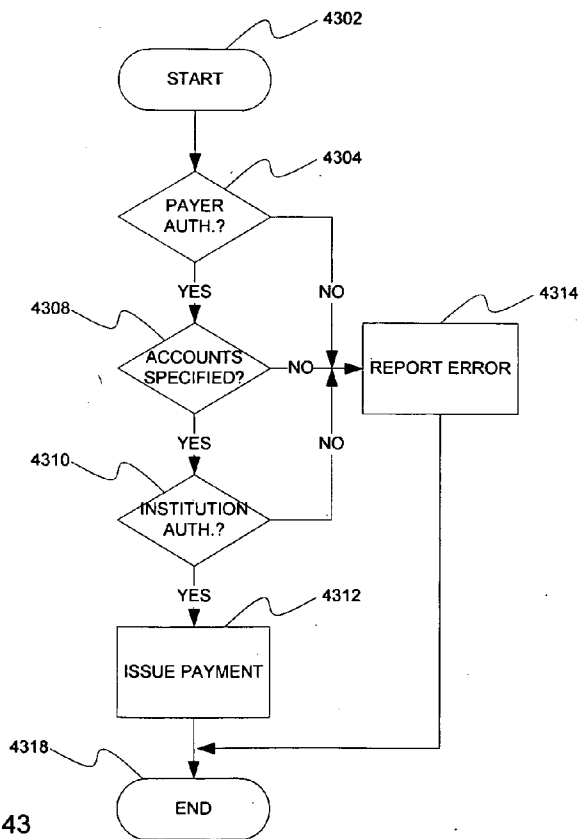 4302
START
4304
PAYER
AUTH.?
YES
NO
4308
4314
ACCOUNTS
SPECIFIED?
NO
REPORT ERROR
YES
NO
4310
INSTITUTION
AUTH.?
YES
4312
ISSUE PAYMENT
4318
END
43